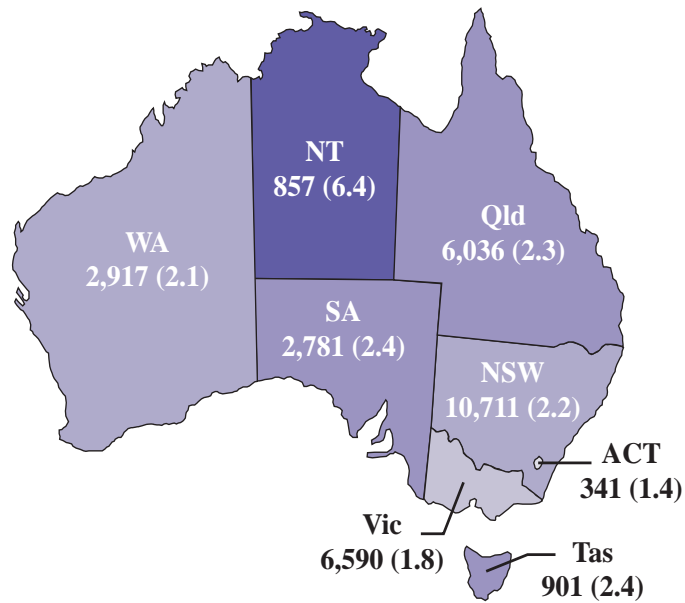 NT
857 (6.4)
Qld
6,036 (2.3)
WA
2,917 (2.1)
SA
2,781 (2.4)
NSW
10,711 (2.2)
ACT
341 (1.4)
Vic
6,590 (1.8)
Tas
901 (2.4)